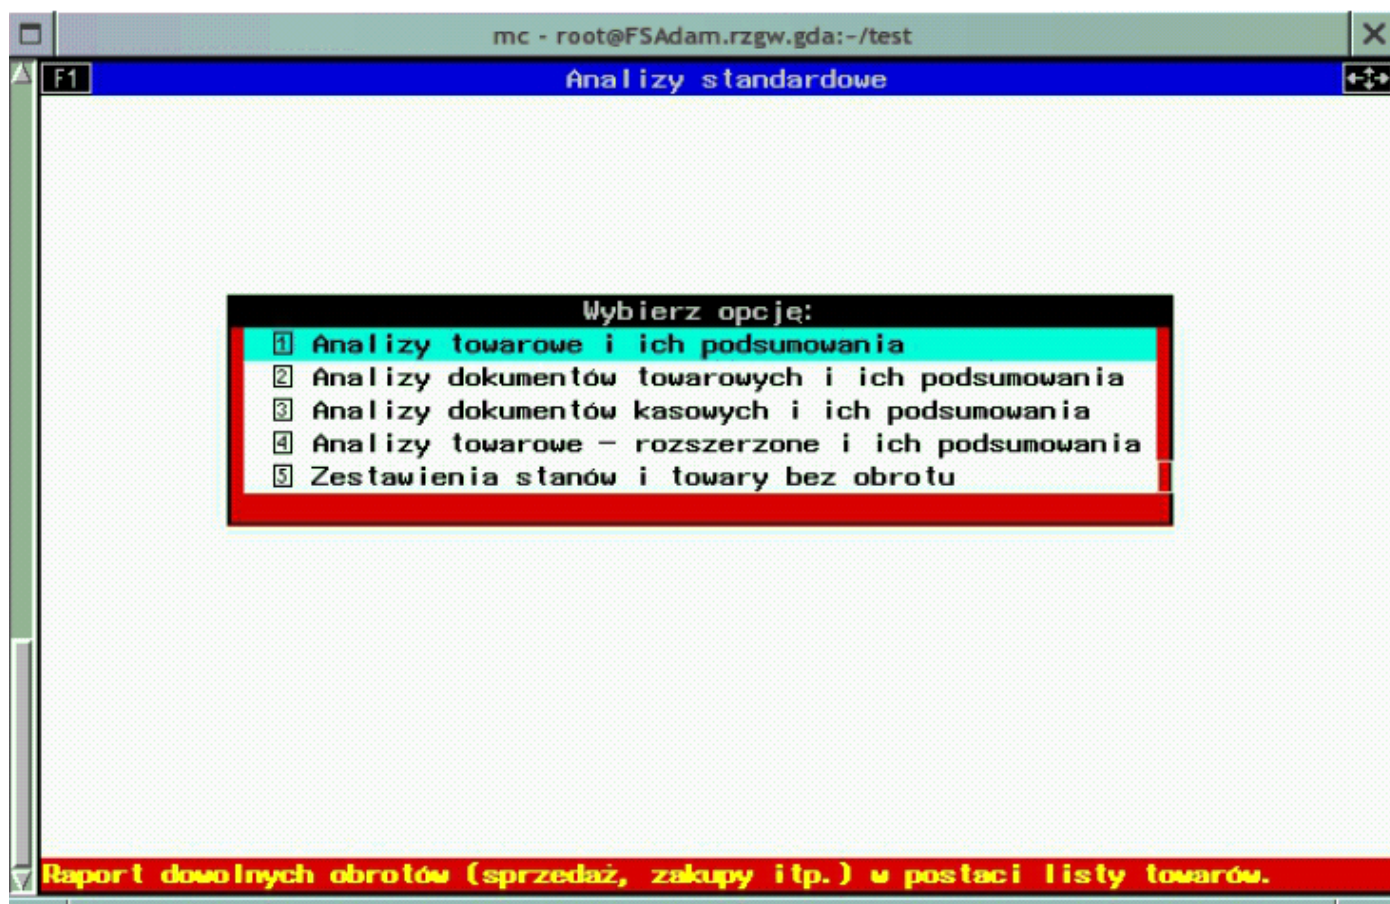 mc - root@FSAdam.rzgw.gda:~/test
F1 Analizy standardowe
Wybierz opcję:
1 Analizy towarowe i ich podsumowania
2 Analizy dokumentów towarowych i ich podsumowania
3 Analizy dokumentów kasowych i ich podsumowania
4 Analizy towarowe – rozszerzone i ich podsumowania
5 Zestawienia stanów i towary bez obrotu
Raport dowolnych obrotów (sprzedaż, zakupy itp.) w postaci listy towarów.